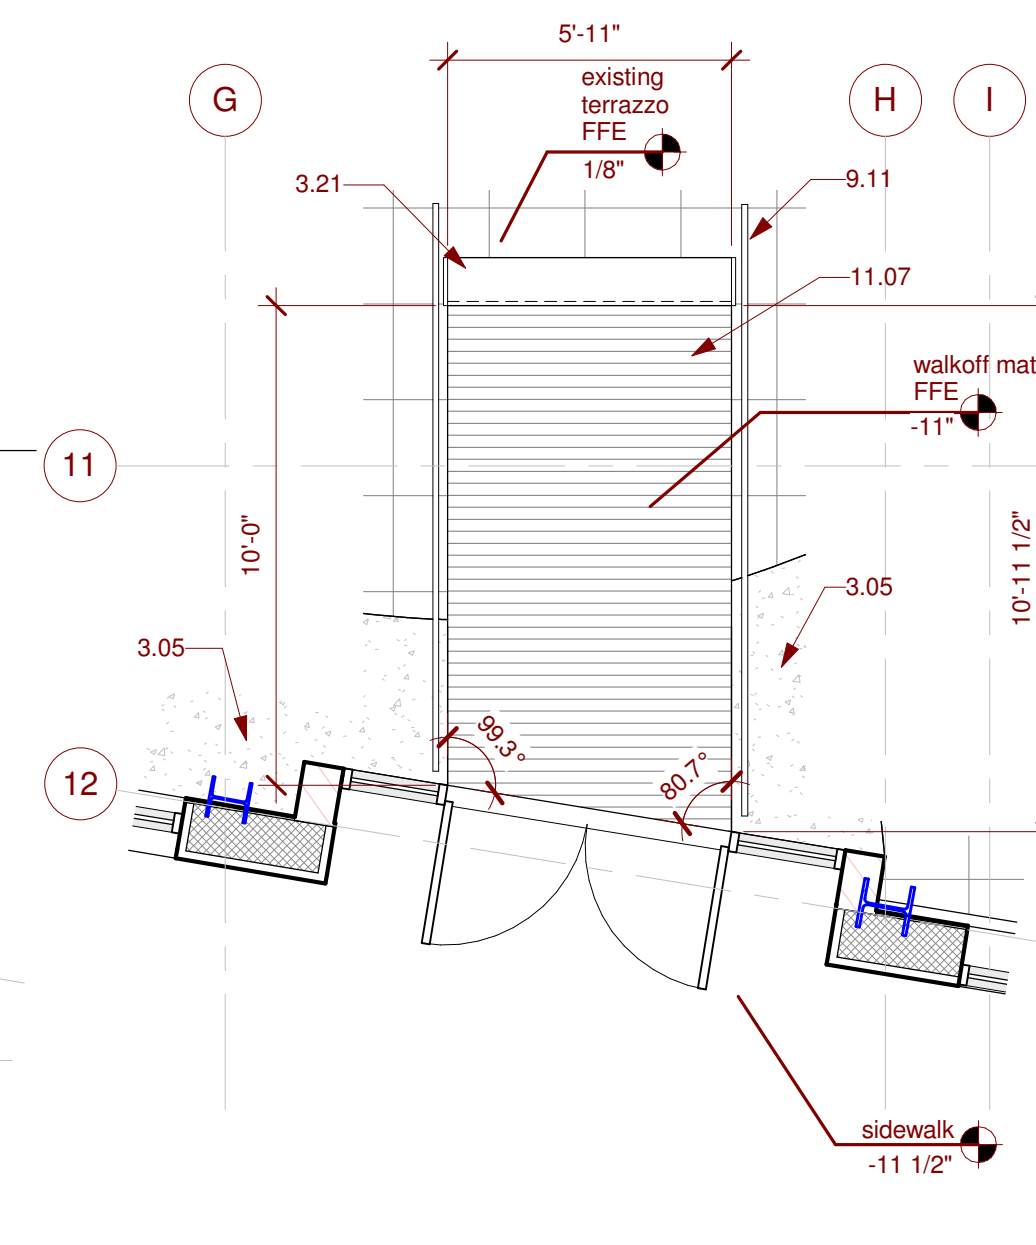 5'-11"
existing
terrazzo
FFE
1/8"
G
H
I
3.21
9.11
11.07
walkoff mat
FFE
-11"
11
10'-0"
10'-11 1/2"
3.05
3.05
99.3°
80.7°
12
sidewalk
-11 1/2"